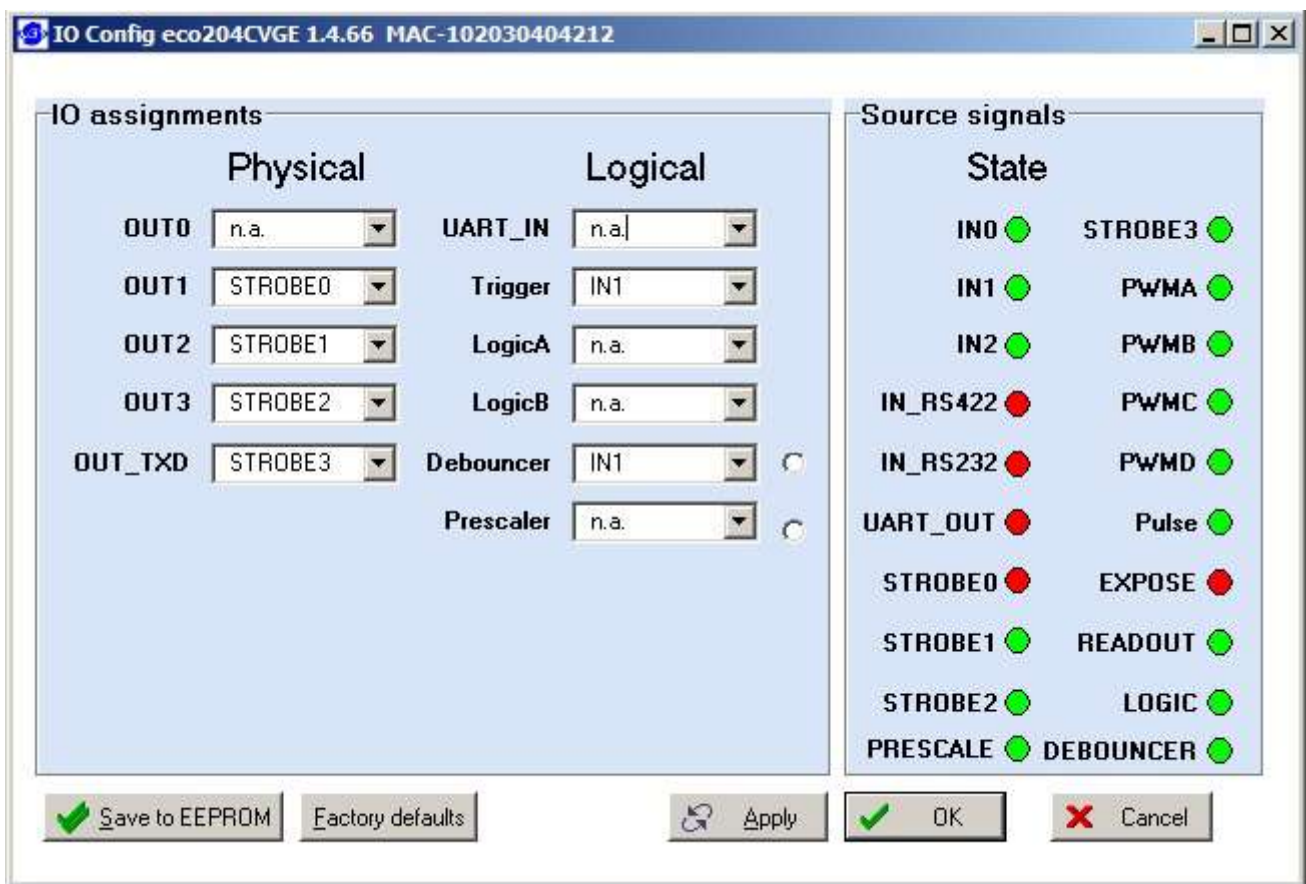 IO Config eco204CVGE 1.4.66 MAC-102030404212
IO assignments
Physical Logical
OUT0 n.a. UART_IN n.a.
OUT1 STROBE0 Trigger IN1
OUT2 STROBE1 LogicA n.a.
OUT3 STROBE2 LogicB n.a.
OUT_TXD STROBE3 Debouncer IN1
Prescaler n.a.
Source signals
State
IN0 STROBE3
IN1 PWMA
IN2 PWMB
IN_RS422 PWMC
IN_RS232 PWMD
UART_OUT Pulse
STROBE0 EXPOSE
STROBE1 READOUT
STROBE2 LOGIC
PRESCALE DEBOUNCER
Save to EEPROM Factory defaults Apply OK Cancel